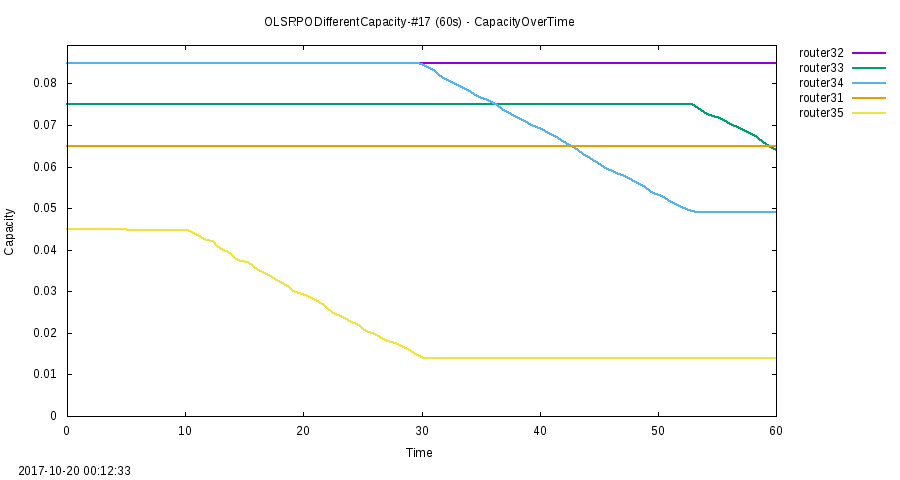 OLSRPODifferentCapacity-#17 (60s) - CapacityOverTime
router32
router33
router34
router31
router35
0.08
0.07
0.06
0.05
0.04
0.03
0.02
0.01
0
Capacity
0 10 20 30 40 50 60
Time
2017-10-20 00:12:33